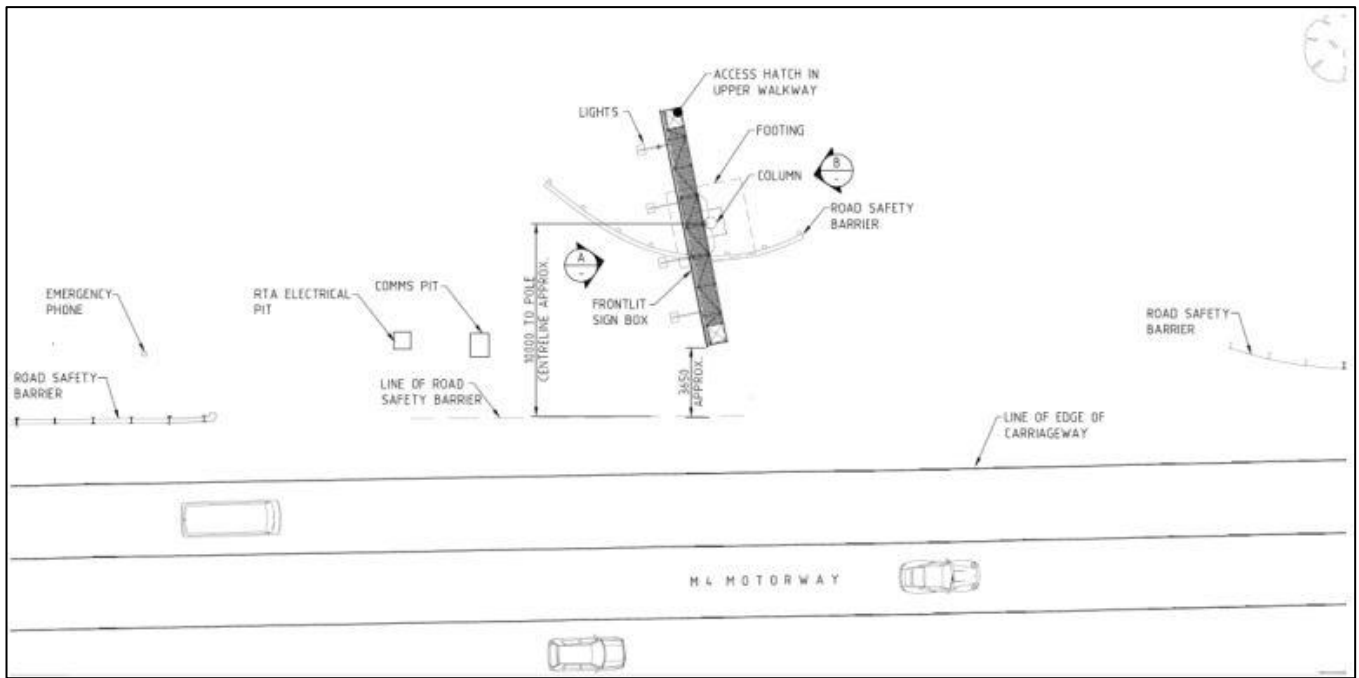 ACCESS HATCH IN
UPPER WALKWAY
LIGHTS
FOOTING
B
-
COLUMN
ROAD SAFETY
BARRIER
A
-
10000 TO POLE
CENTRELINE APPROX.
EMERGENCY
PHONE
RTA ELECTRICAL
PIT
COMMS PIT
FRONTLIT
SIGN BOX
ROAD SAFETY
BARRIER
3650
APPROX.
ROAD SAFETY
BARRIER
LINE OF ROAD
SAFETY BARRIER
LINE OF EDGE OF
CARRIAGEWAY
M4 MOTORWAY